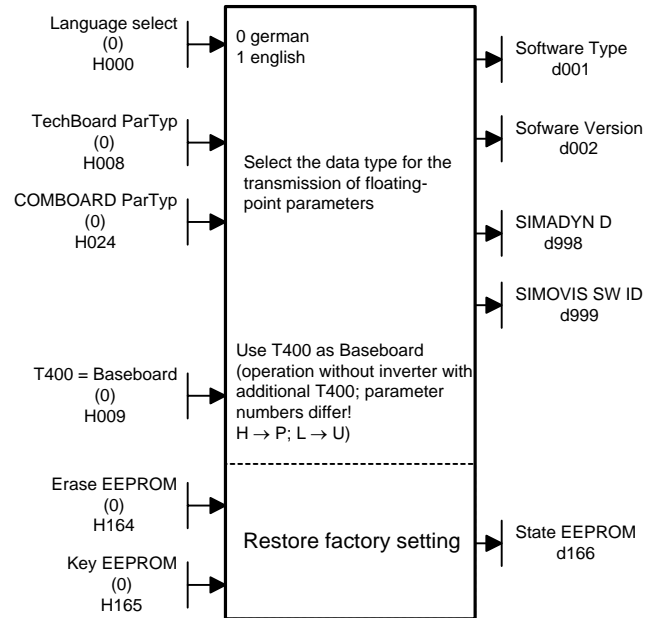 Language select
(0)
H000
0 german
1 english
Software Type
d001
TechBoard ParTyp
(0)
H008
Sofware Version
d002
Select the data type for the
transmission of floating-
point parameters
COMBOARD ParTyp
(0)
H024
SIMADYN D
d998
SIMOVIS SW ID
d999
T400 = Baseboard
(0)
H009
Use T400 as Baseboard
(operation without inverter with
additional T400; parameter
numbers differ!
H → P; L → U)
Erase EEPROM
(0)
H164
Restore factory setting
State EEPROM
d166
Key EEPROM
(0)
H165